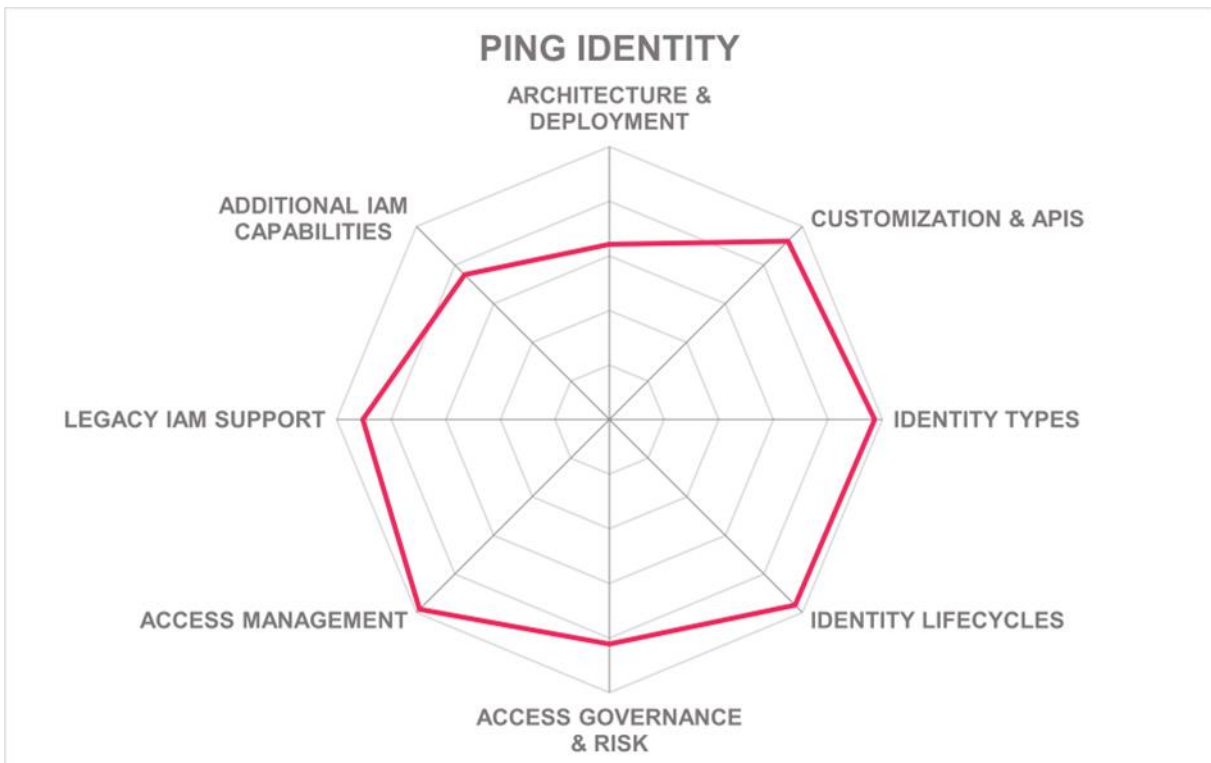 PING IDENTITY
ARCHITECTURE &
DEPLOYMENT
ADDITIONAL IAM
CAPABILITIES
CUSTOMIZATION & APIS
LEGACY IAM SUPPORT
IDENTITY TYPES
ACCESS MANAGEMENT
IDENTITY LIFECYCLES
ACCESS GOVERNANCE
& RISK